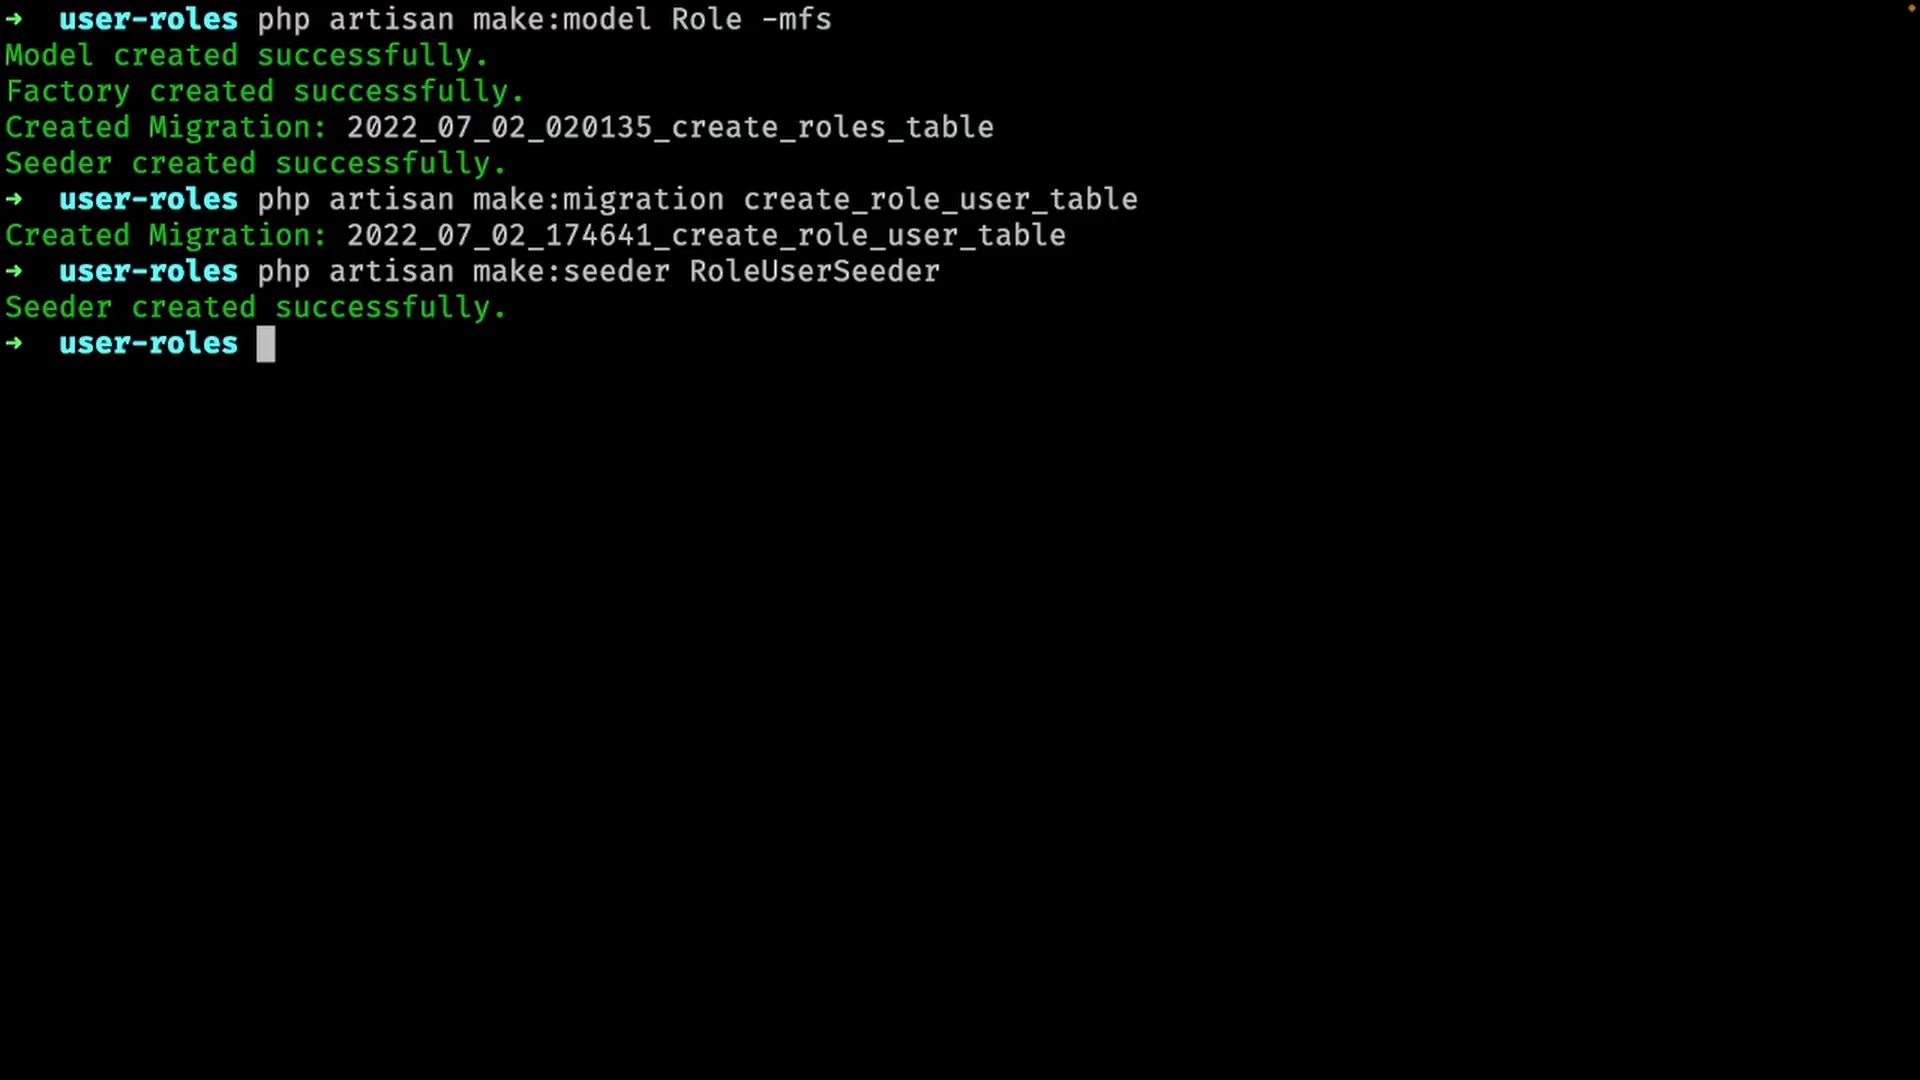 ➜  user-roles php artisan make:model Role -mfs
Model created successfully.
Factory created successfully.
Created Migration: 2022_07_02_020135_create_roles_table
Seeder created successfully.
➜  user-roles php artisan make:migration create_role_user_table
Created Migration: 2022_07_02_174641_create_role_user_table
➜  user-roles php artisan make:seeder RoleUserSeeder
Seeder created successfully.
➜  user-roles